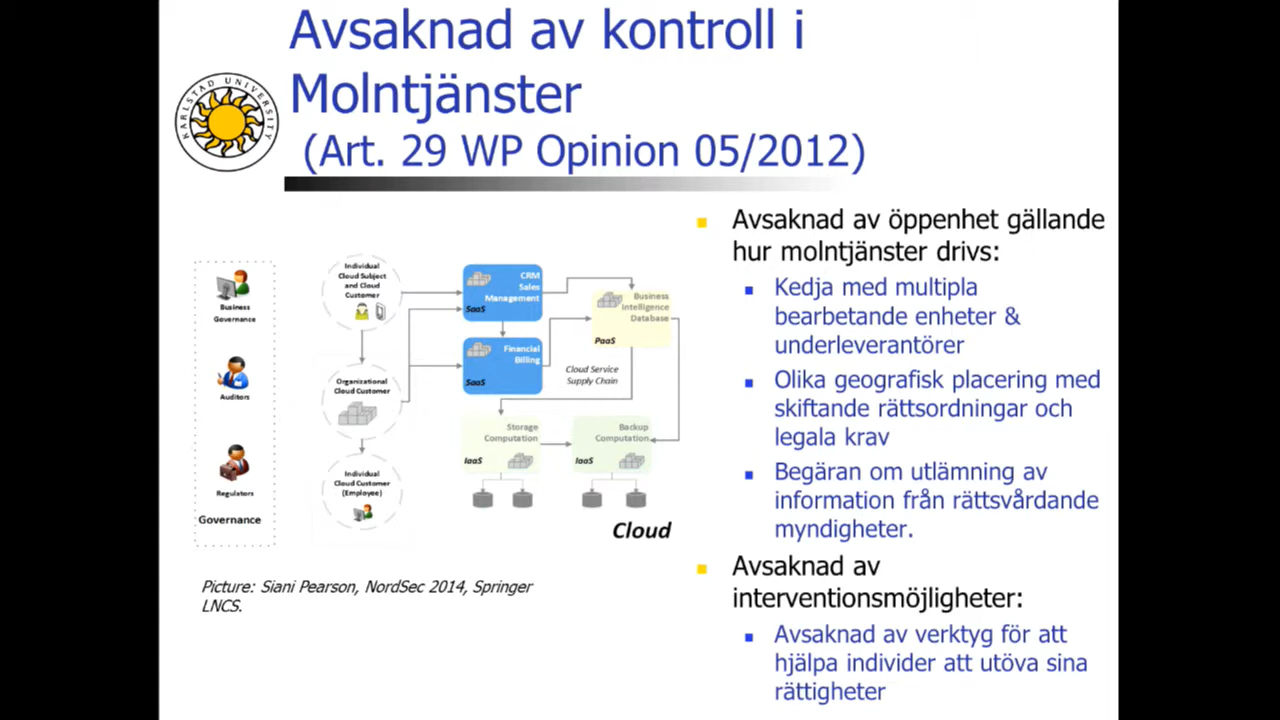 Avsaknad av kontroll i
Molntjänster
(Art. 29 WP Opinion 05/2012)
KARLSTAD UNIVERSITY
Business
Governance
Auditors
Regulators
Governance
Individual
Cloud Subject
and Cloud
Customer
Organizational
Cloud Customer
Individual
Cloud Customer
(Employee)
CRM
Sales
Management
SaaS
Financial
Billing
SaaS
Business
Intelligence
Database
PaaS
Cloud Service
Supply Chain
Storage
Computation
IaaS
Backup
Computation
IaaS
Cloud
Picture: Siani Pearson, NordSec 2014, Springer
LNCS.
Avsaknad av öppenhet gällande
hur molntjänster drivs:
Kedja med multipla
bearbetande enheter &
underleverantörer
Olika geografisk placering med
skiftande rättsordningar och
legala krav
Begäran om utlämning av
information från rättsvårdande
myndigheter.
Avsaknad av
interventionsmöjligheter:
Avsaknad av verktyg för att
hjälpa individer att utöva sina
rättigheter